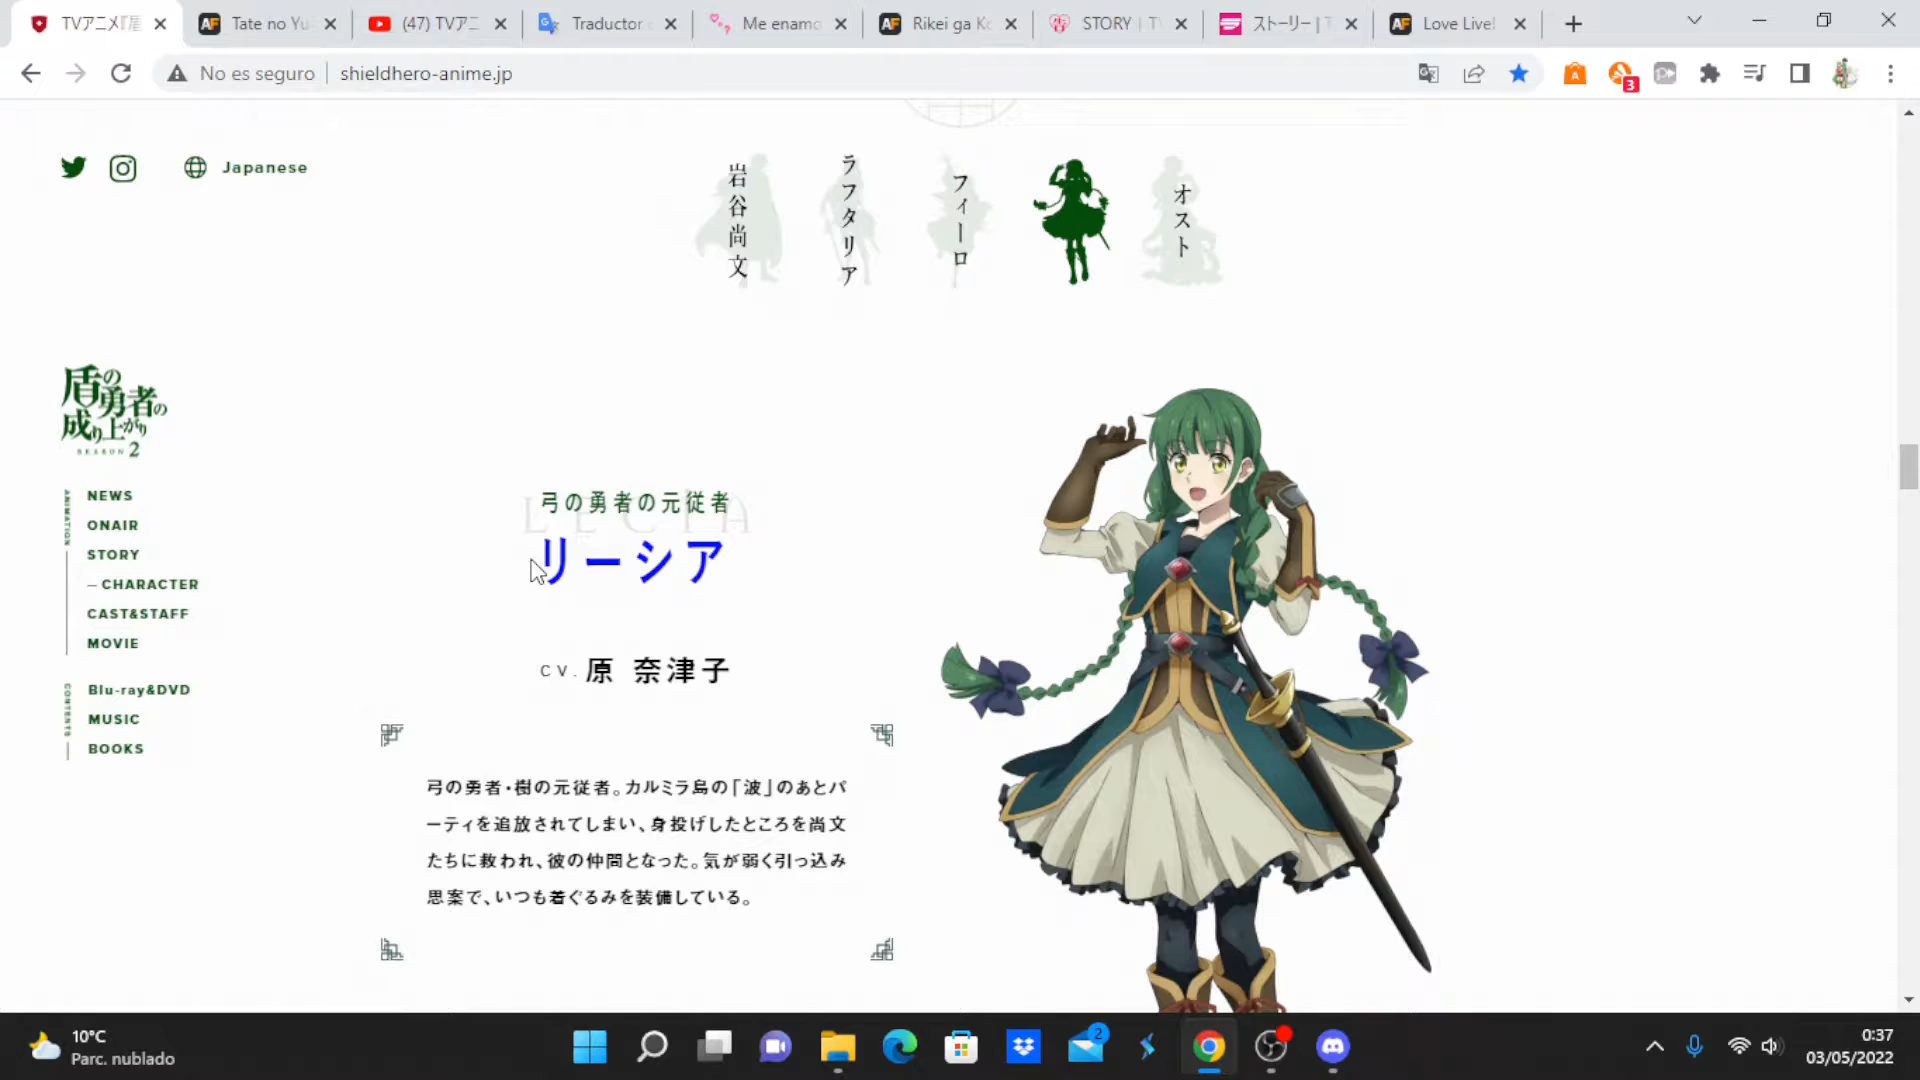 TVアニメ『盾
Tate no Yu
(47) TVアニ
Traductor
Me enamo
Rikei ga Ko
STORY | TV
ストーリー | T
Love Live!
No es seguro
shieldhero-anime.jp
3
Japanese
岩谷尚文
ラフタリア
フィーロ
オスト
盾の勇者の
成り上がり
SEASON 2
ANIMATION
NEWS
ONAIR
STORY
– CHARACTER
CAST&STAFF
MOVIE
CONTENTS
Blu-ray&DVD
MUSIC
BOOKS
LECIA
弓の勇者の元従者
リーシア
CV. 原 奈津子
弓の勇者・樹の元従者。カルミラ島の「波」のあとパ
ーティを追放されてしまい、身投げしたところを尚文
たちに救われ、彼の仲間となった。気が弱く引っ込み
思案で、いつも着ぐるみを装備している。
10°C
Parc. nublado
2
0:37
03/05/2022